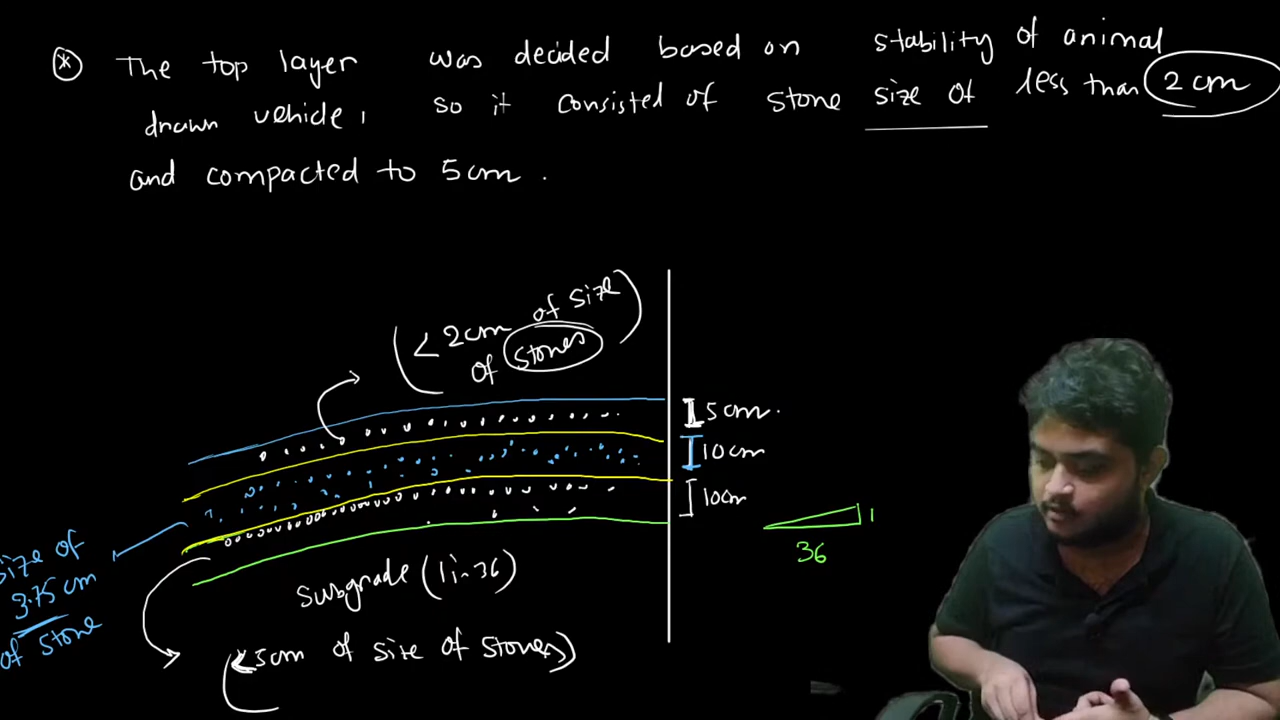 * The top layer was decided based on stability of animal
drawn vehicle, so it consisted of stone size of less than 2 cm
and compacted to 5cm.
(< 2cm of size
of stones)
5cm.
10cm
10cm
1
36
size of
3.75 cm
of stone
subgrade (1in 36)
(<5cm of size of stones)